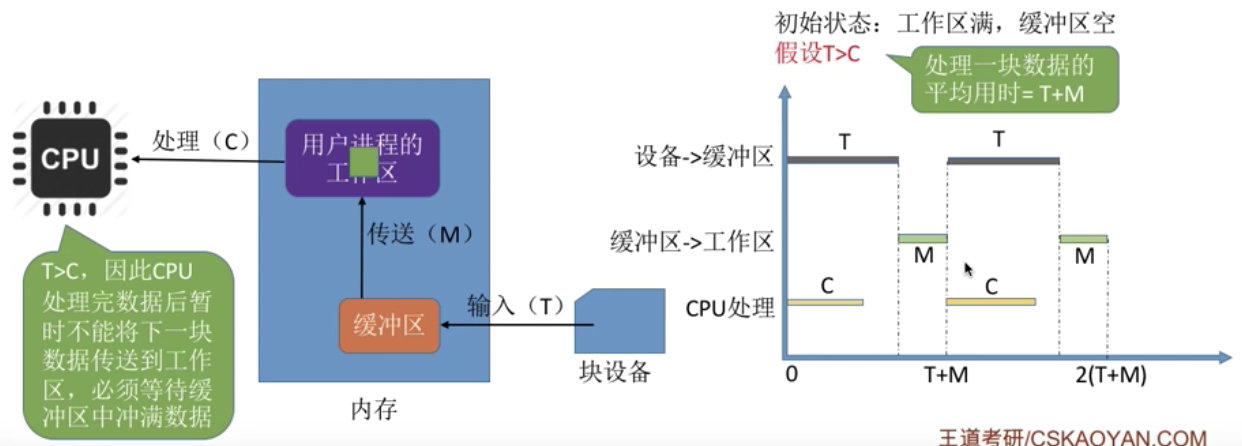 初始状态：工作区满，缓冲区空
假设T>C
处理一块数据的
平均用时= T+M
CPU
处理（C）
用户进程的
工作区
传送（M）
缓冲区
输入（T）
块设备
内存
T>C，因此CPU
处理完数据后暂
时不能将下一块
数据传送到工作
区，必须等待缓
冲区中冲满数据
设备->缓冲区
T
T
缓冲区->工作区
M
M
CPU处理
C
C
0
T+M
2(T+M)
王道考研/CSKAOYAN.COM